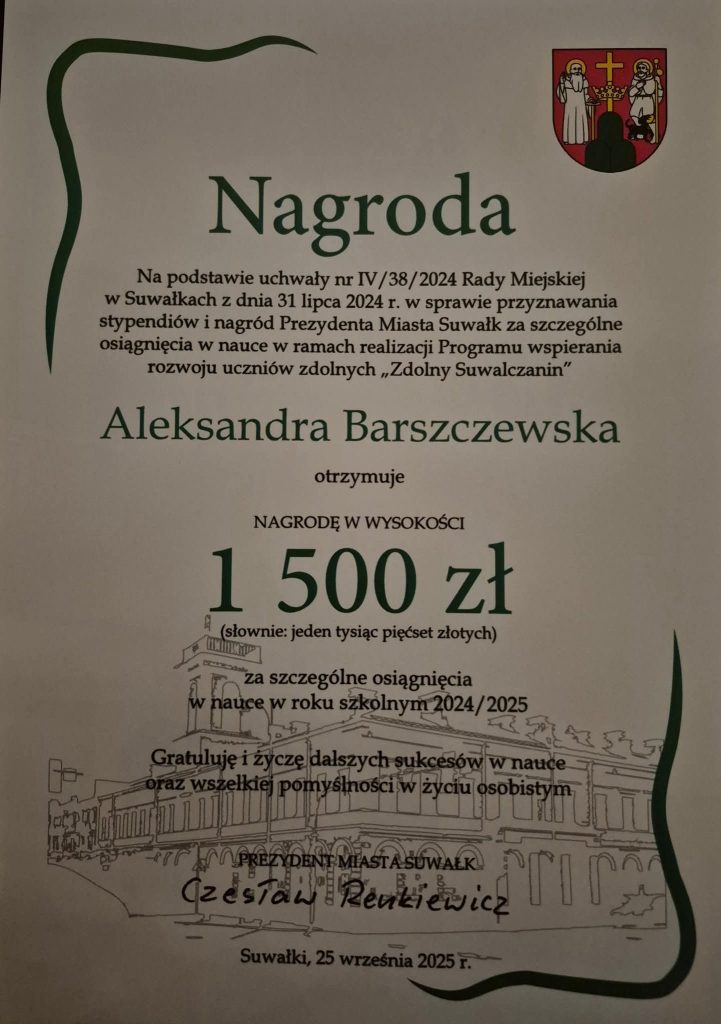 Nagroda
Na podstawie uchwały nr IV/38/2024 Rady Miejskiej
w Suwałkach z dnia 31 lipca 2024 r. w sprawie przyznawania
stypendiów i nagród Prezydenta Miasta Suwałk za szczególne
osiągnięcia w nauce w ramach realizacji Programu wspierania
rozwoju uczniów zdolnych „Zdolny Suwalczanin”
Aleksandra Barszczewska
otrzymuje
NAGRODĘ W WYSOKOŚCI
1 500 zł
(słownie: jeden tysiąc pięćset złotych)
za szczególne osiągnięcia
w nauce w roku szkolnym 2024/2025
Gratuluję i życzę dalszych sukcesów w nauce
oraz wszelkiej pomyślności w życiu osobistym
PREZYDENT MIASTA SUWAŁK
Czesław Renkiewicz
Suwałki, 25 września 2025 r.